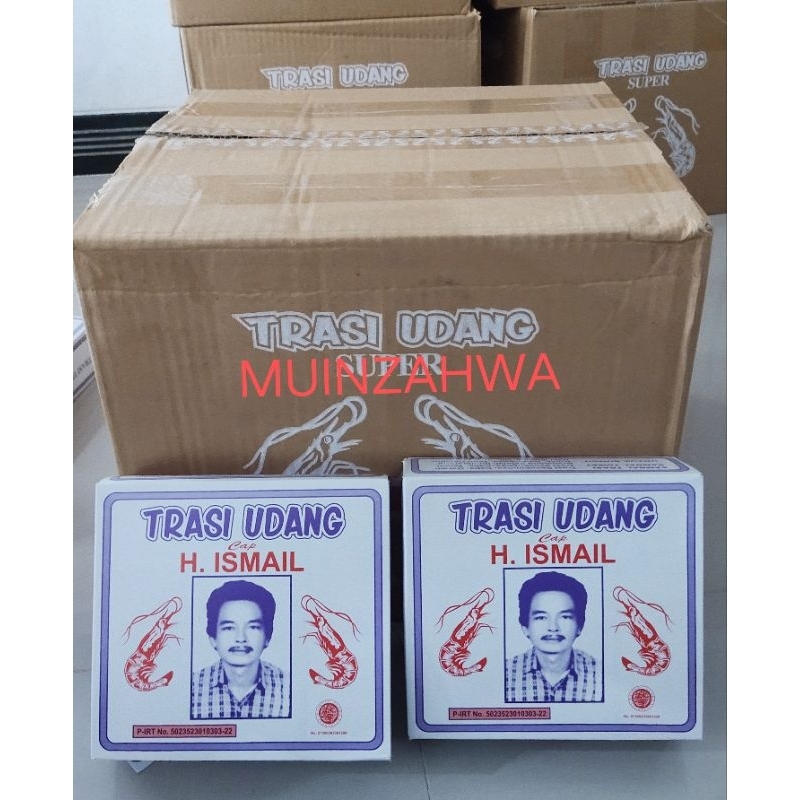 TRASI UDANG
TRASI UDANG
SUPER
TRASI UDANG
SUPER
MUINZAHWA
TRASI UDANG
Cap
H. ISMAIL
P-IRT No. 5023523010303-22
TRASI UDANG
Cap
H. ISMAIL
P-IRT No. 5023523010303-22